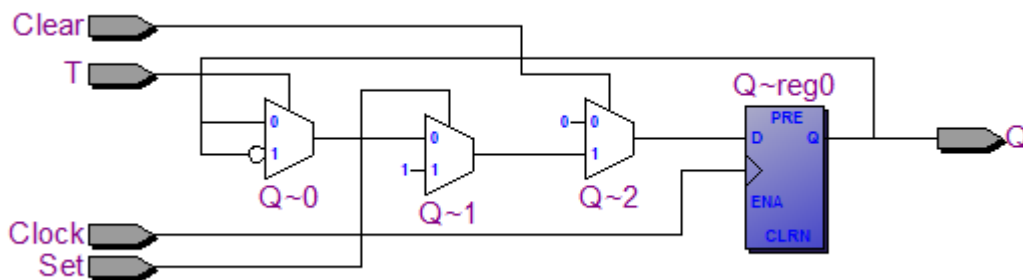 Clear
T
Q~reg0
PRE
0
1
Q~0
0
1
1
Q~1
0
0
1
Q~2
D
Q
ENA
CLRN
Q
Clock
Set